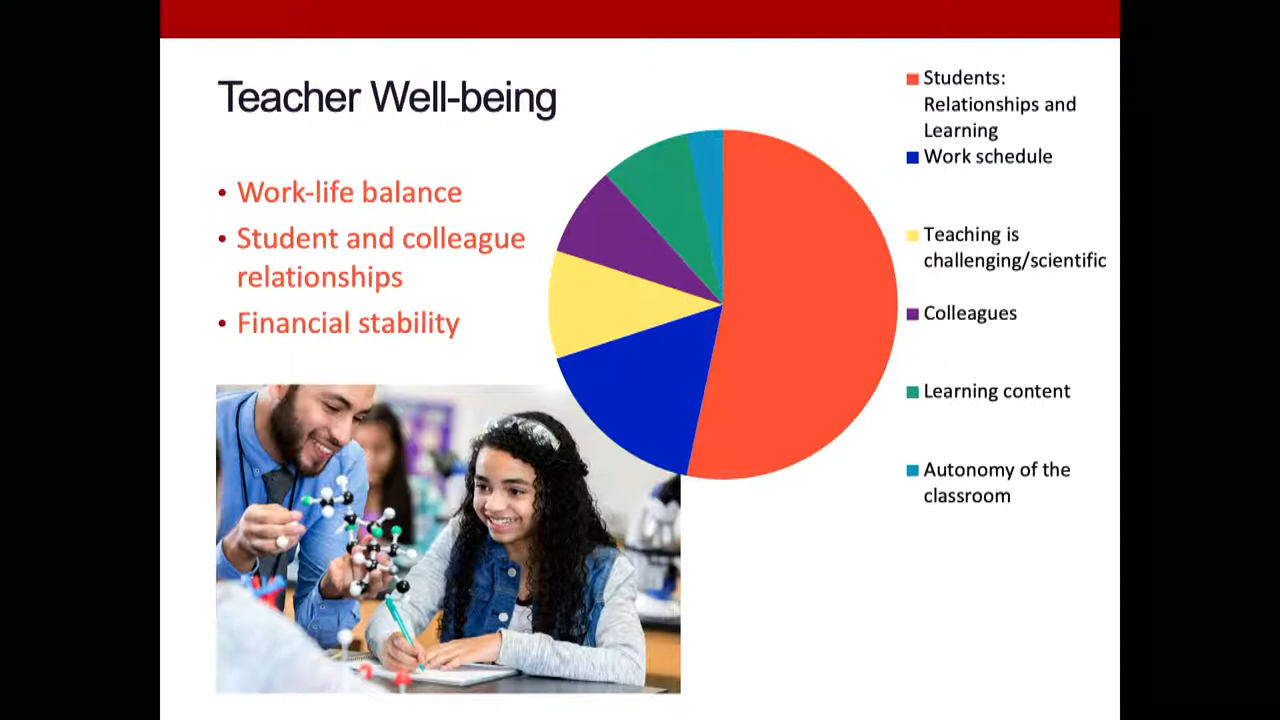 Teacher Well-being
• Work-life balance
• Student and colleague
relationships
• Financial stability
Students:
Relationships and
Learning
Work schedule
Teaching is
challenging/scientific
Colleagues
Learning content
Autonomy of the
classroom